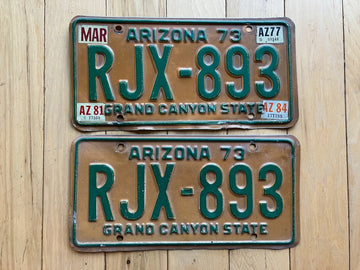 MAR ARIZONA 73 AZ77
RJX-893
AZ 81 GRAND CANYON STATE AZ 84
ARIZONA 73
RJX-893
GRAND CANYON STATE